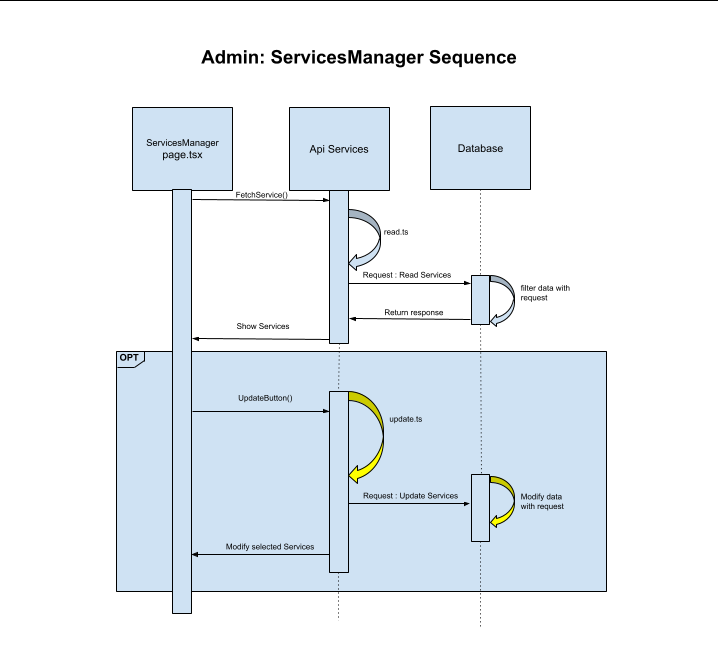 Admin: ServicesManager Sequence
ServicesManager
page.tsx
Api Services
Database
FetchService()
read.ts
Request : Read Services
filter data with
request
Return response
Show Services
OPT
UpdateButton()
update.ts
Request : Update Services
Modify data
with request
Modify selected Services